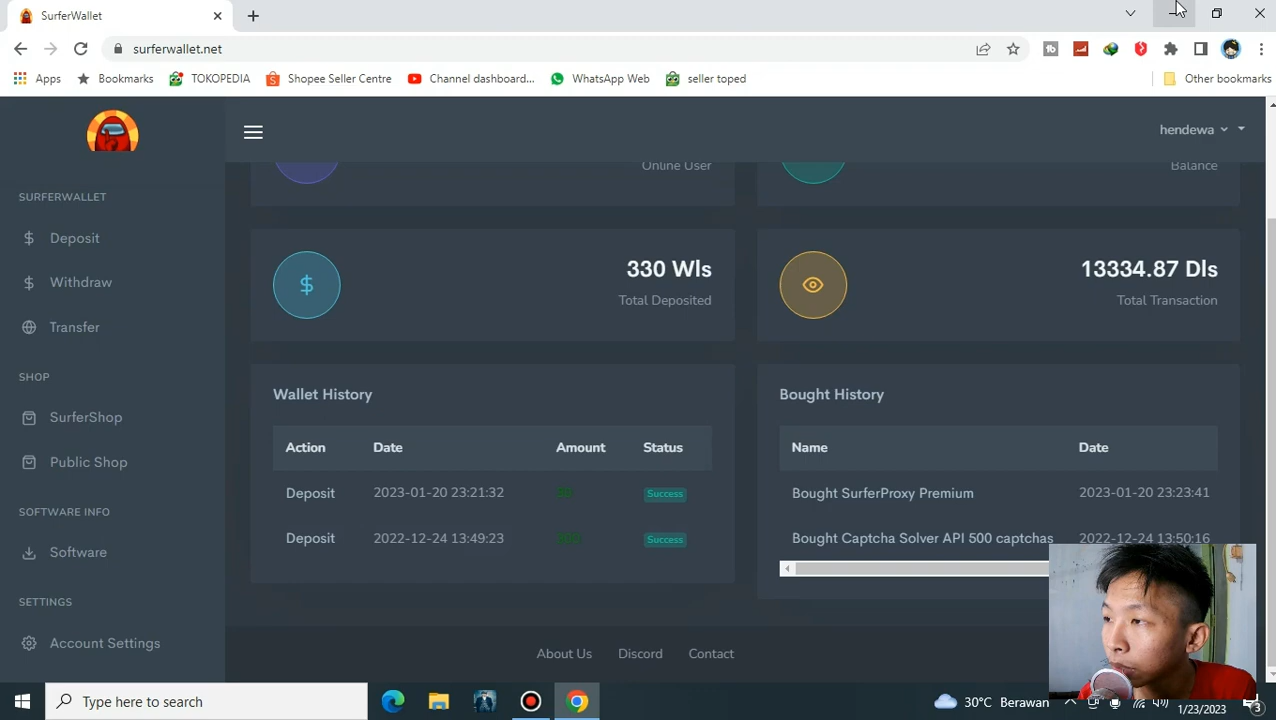 SurferWallet
surferwallet.net
Apps
Bookmarks
TOKOPEDIA
Shopee Seller Centre
Channel dashboard...
WhatsApp Web
seller toped
Other bookmarks
hendewa
SURFERWALLET
Deposit
Withdraw
Transfer
SHOP
SurferShop
Public Shop
SOFTWARE INFO
Software
SETTINGS
Account Settings
Online User
Balance
330 Wls
Total Deposited
13334.87 Dls
Total Transaction
Wallet History
Action Date Amount Status
Deposit 2023-01-20 23:21:32 Success
Deposit 2022-12-24 13:49:23 Success
Bought History
Name Date
Bought SurferProxy Premium 2023-01-20 23:23:41
Bought Captcha Solver API 500 captchas 2022-12-24 13:50:16
About Us Discord Contact
Type here to search
30°C Berawan
1/23/2023
3